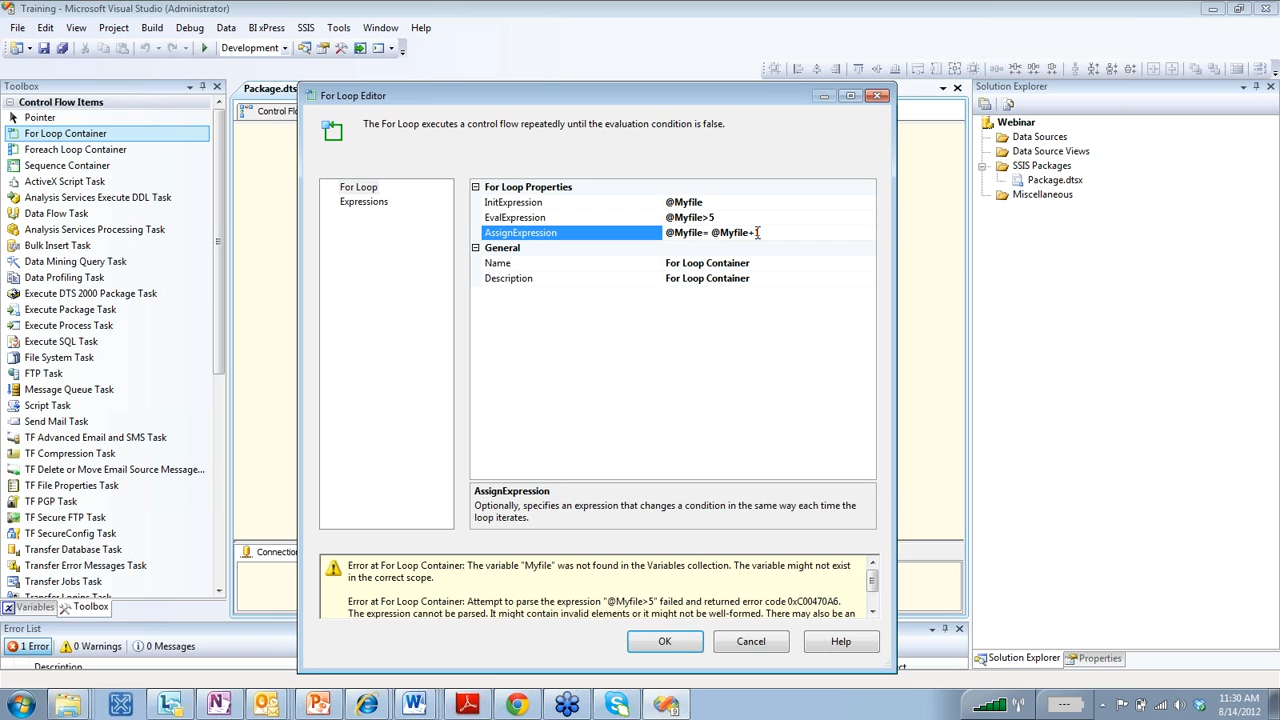 Training - Microsoft Visual Studio (Administrator)
File Edit View Project Build Debug Data BI xPress SSIS Tools Window Help
Development
Toolbox
Control Flow Items
Pointer
For Loop Container
Foreach Loop Container
Sequence Container
ActiveX Script Task
Analysis Services Execute DDL Task
Analysis Services Processing Task
Bulk Insert Task
Data Flow Task
Data Mining Query Task
Data Profiling Task
Execute DTS 2000 Package Task
Execute Package Task
Execute Process Task
Execute SQL Task
File System Task
FTP Task
Message Queue Task
Script Task
Send Mail Task
TF Advanced Email and SMS Task
TF Compression Task
TF Delete or Move Email Source Message...
TF File Properties Task
TF PGP Task
TF Secure FTP Task
TF SecureConfig Task
Transfer Database Task
Transfer Error Messages Task
Transfer Jobs Task
Variables Toolbox
Package.dts
Control Flo
Connection
For Loop Editor
The For Loop executes a control flow repeatedly until the evaluation condition is false.
For Loop
Expressions
For Loop Properties
InitExpression @Myfile
EvalExpression @Myfile>5
AssignExpression @Myfile= @Myfile+1
General
Name For Loop Container
Description For Loop Container
AssignExpression
Optionally, specifies an expression that changes a condition in the same way each time the
loop iterates.
Error at For Loop Container: The variable "Myfile" was not found in the Variables collection. The variable might not exist
in the correct scope.
Error at For Loop Container: Attempt to parse the expression "@Myfile>5" failed and returned error code 0xC00470A6.
The expression cannot be parsed. It might contain invalid elements or it might not be well-formed. There may also be an
OK Cancel Help
Solution Explorer
Webinar
Data Sources
Data Source Views
SSIS Packages
Package.dtsx
Miscellaneous
Solution Explorer Properties
Error List
1 Error 0 Warnings 0 Messages
Description
11:30 AM
8/14/2012